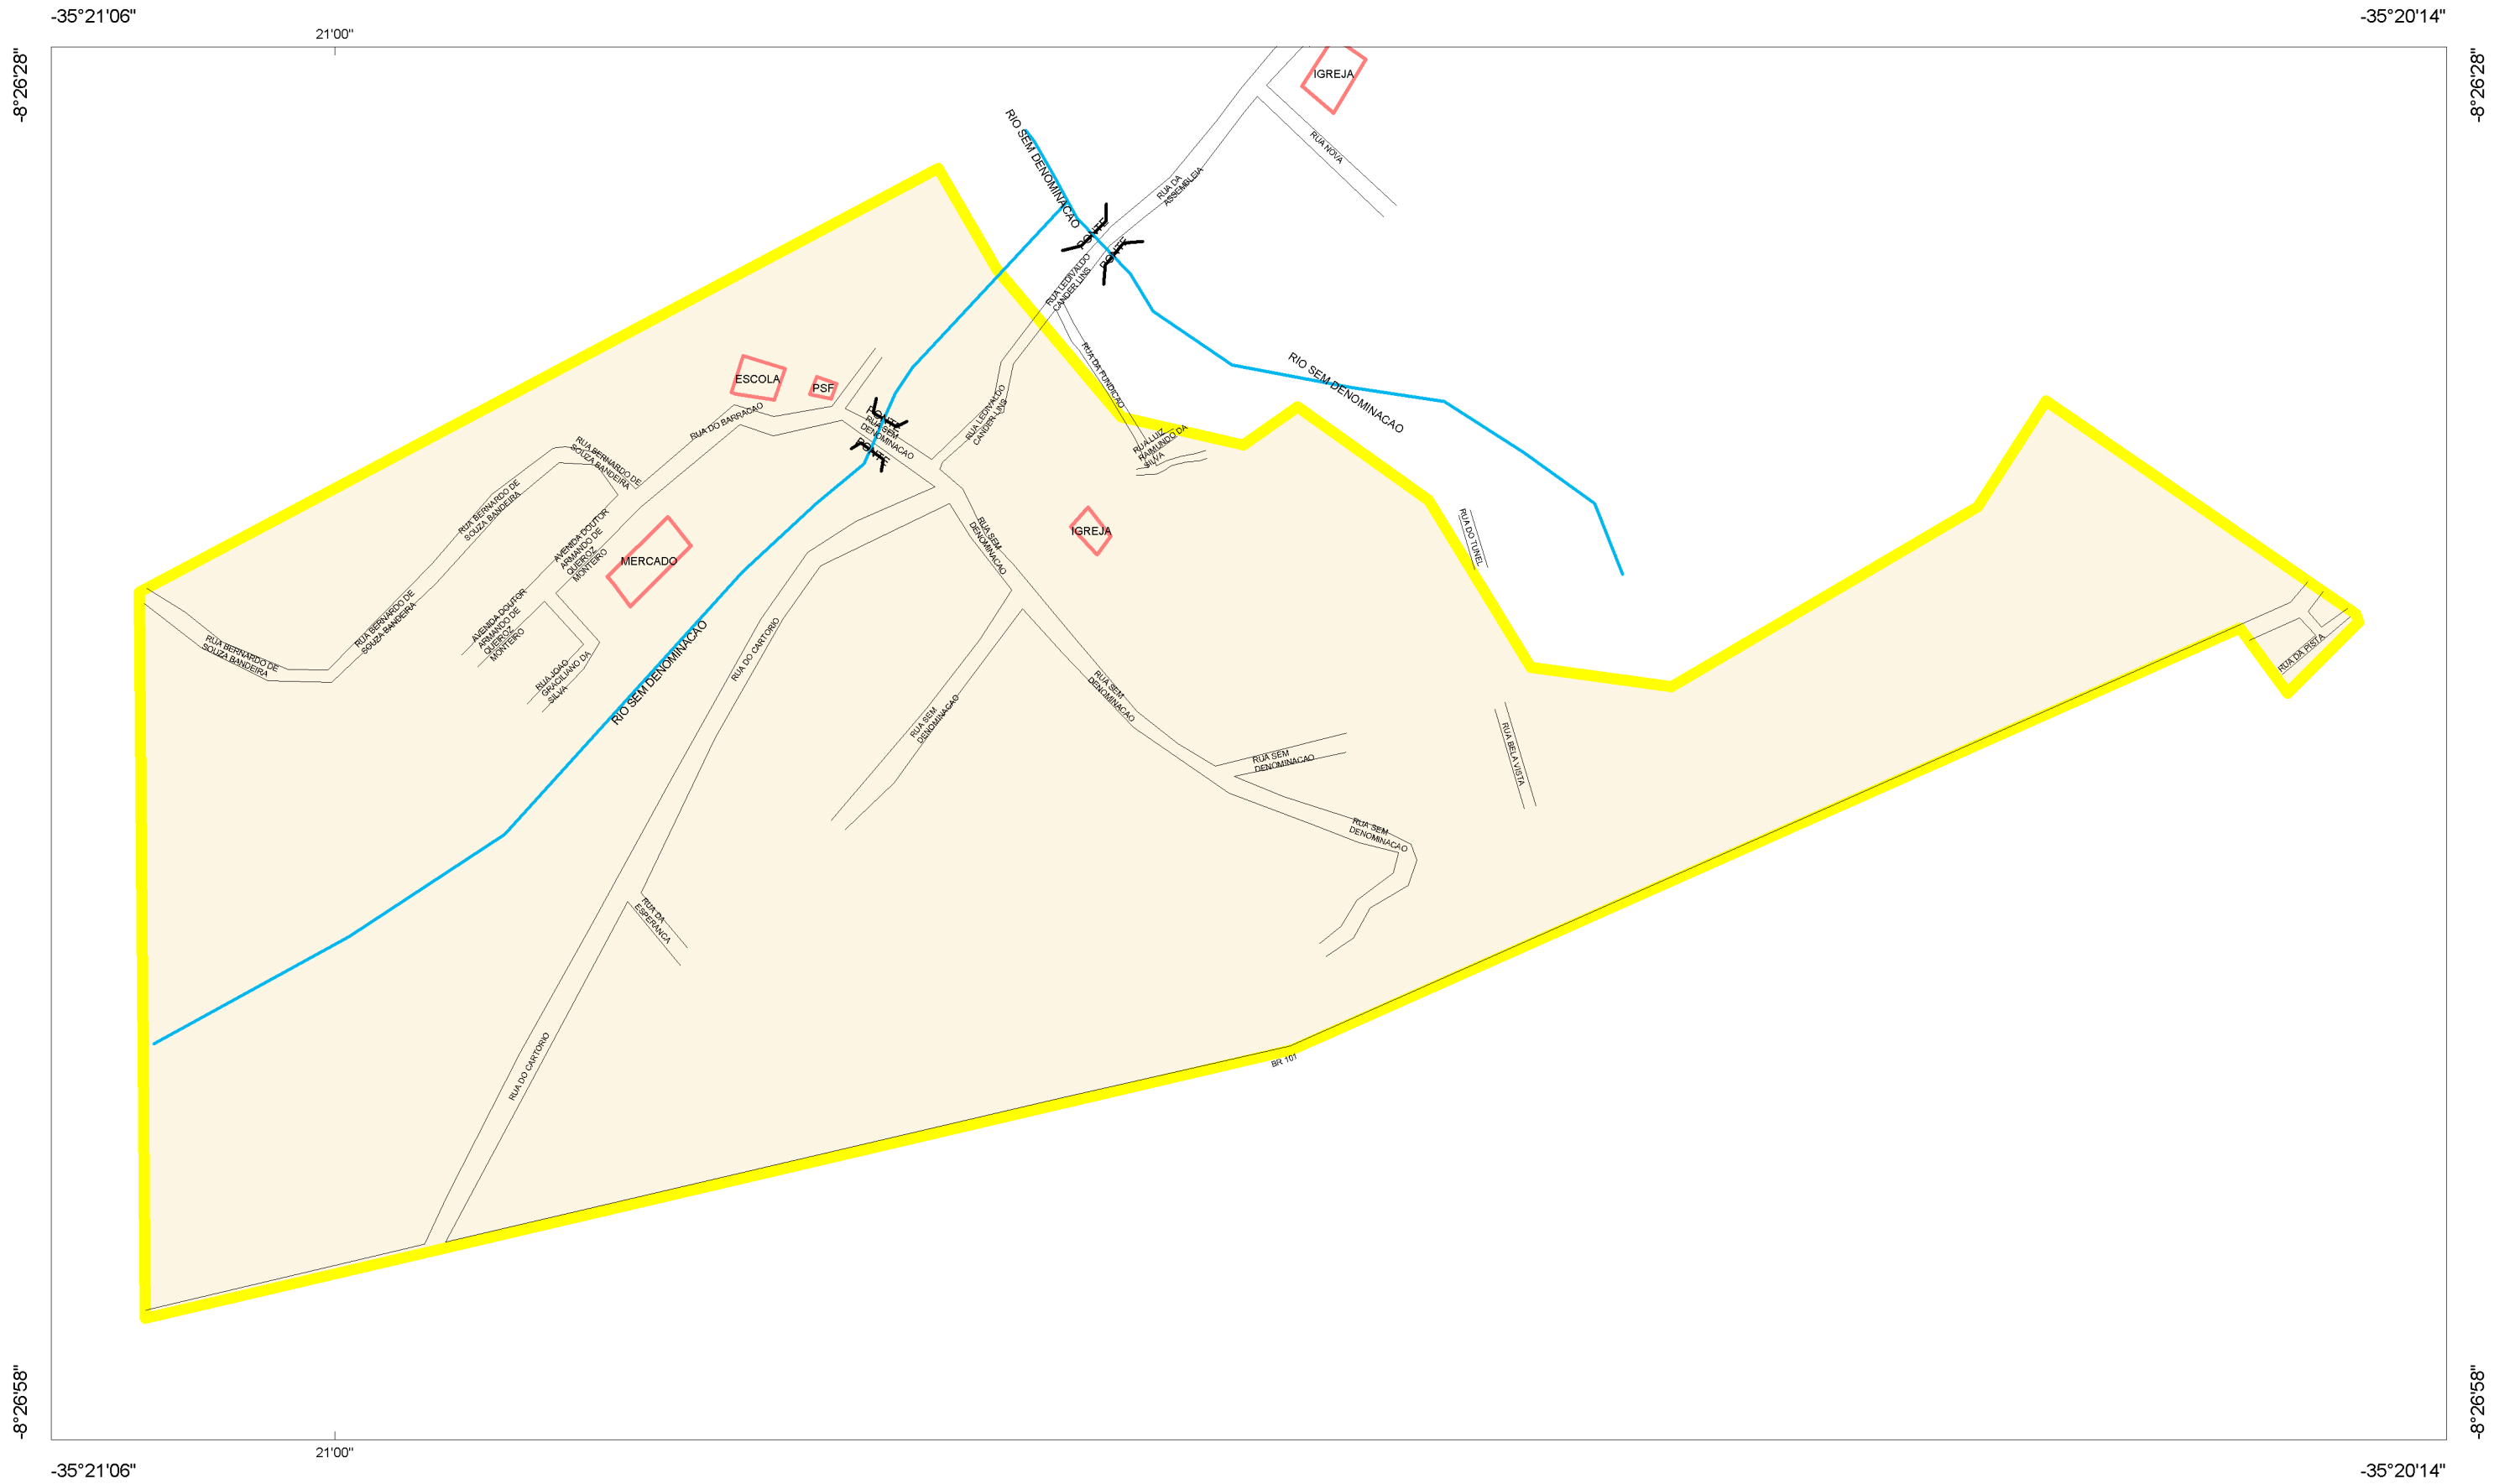 -35°21'06"
-35°20'14"
21'00"
-8°26'28"
-8°26'28"
IGREJA
RIO SEM DENOMINACAO
RUA NOVA
RUA DA
ASSEMBLEIA
PONTE
PONTE
RUA LEDIVALDO
CANDER LINS
RUA DA FUNDICAO
RIO SEM DENOMINACAO
ESCOLA
PSF
RUA DO BARRACAO
PONTE
RUA SEM
DENOMINACAO
PONTE
RUA LEDIVALDO
CANDER LINS
RUA LUIZ
RAIMUNDO DA
SILVA
RUA BERNARDO DE
SOUZA BANDEIRA
RUA BERNARDO DE
SOUZA BANDEIRA
AVENIDA DOUTOR
ARMANDO DE
QUEIROZ
MONTEIRO
MERCADO
RUA SEM
DENOMINACAO
IGREJA
RUA DO TUNEL
RUA BERNARDO DE
SOUZA BANDEIRA
AVENIDA DOUTOR
ARMANDO DE
QUEIROZ
MONTEIRO
RUA BERNARDO DE
SOUZA BANDEIRA
RUA JOAO
GRACILIANO DA
SILVA
RIO SEM DENOMINACAO
RUA DO CARTORIO
RUA SEM
DENOMINACAO
RUA SEM
DENOMINACAO
RUA DA PISTA
RUA SEM
DENOMINACAO
RUA BELA VISTA
RUA SEM
DENOMINACAO
RUA DA
ESPERANCA
RUA DO CARTORIO
BR 101
-8°26'58"
-8°26'58"
21'00"
-35°21'06"
-35°20'14"